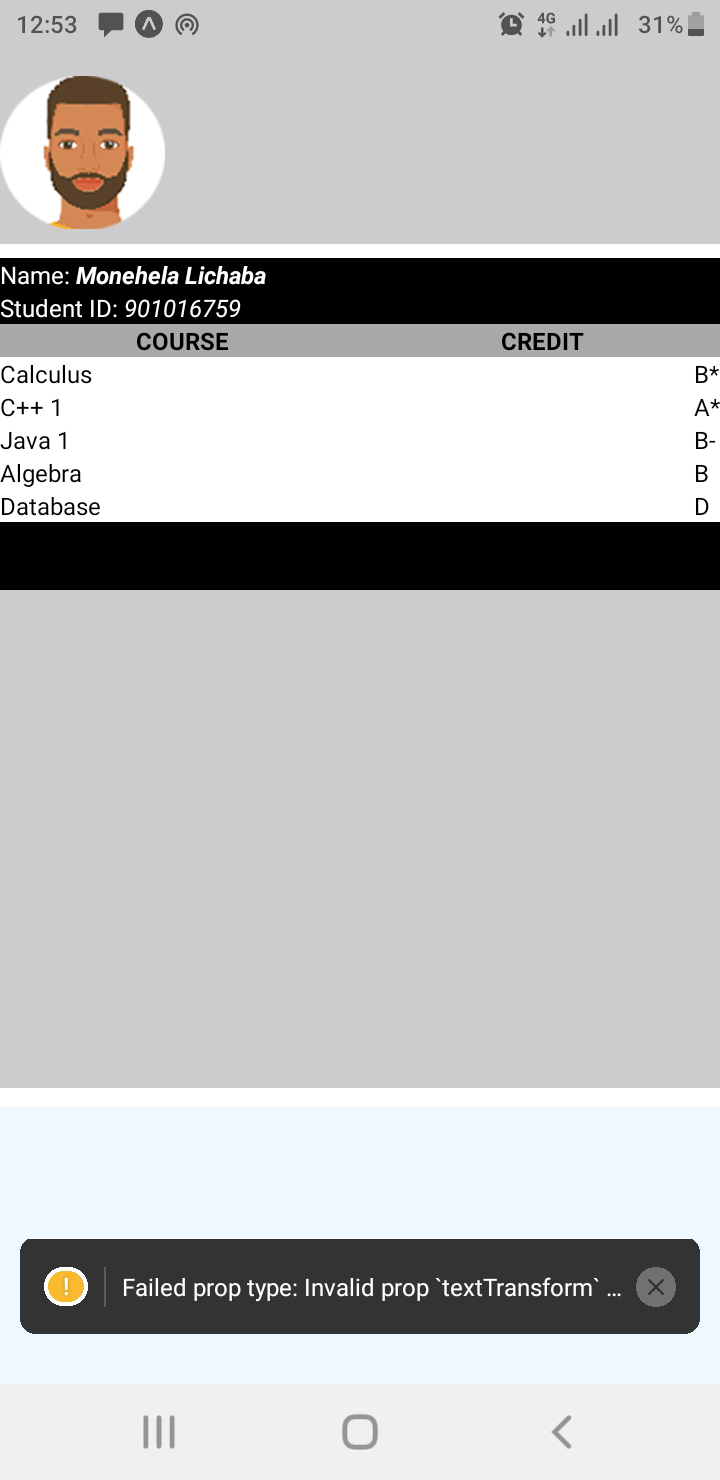 12:53 4G 31%
Name: Monehela Lichaba
Student ID: 901016759
COURSE CREDIT
Calculus B*
C++ 1 A*
Java 1 B-
Algebra B
Database D
! Failed prop type: Invalid prop `textTransform` ...